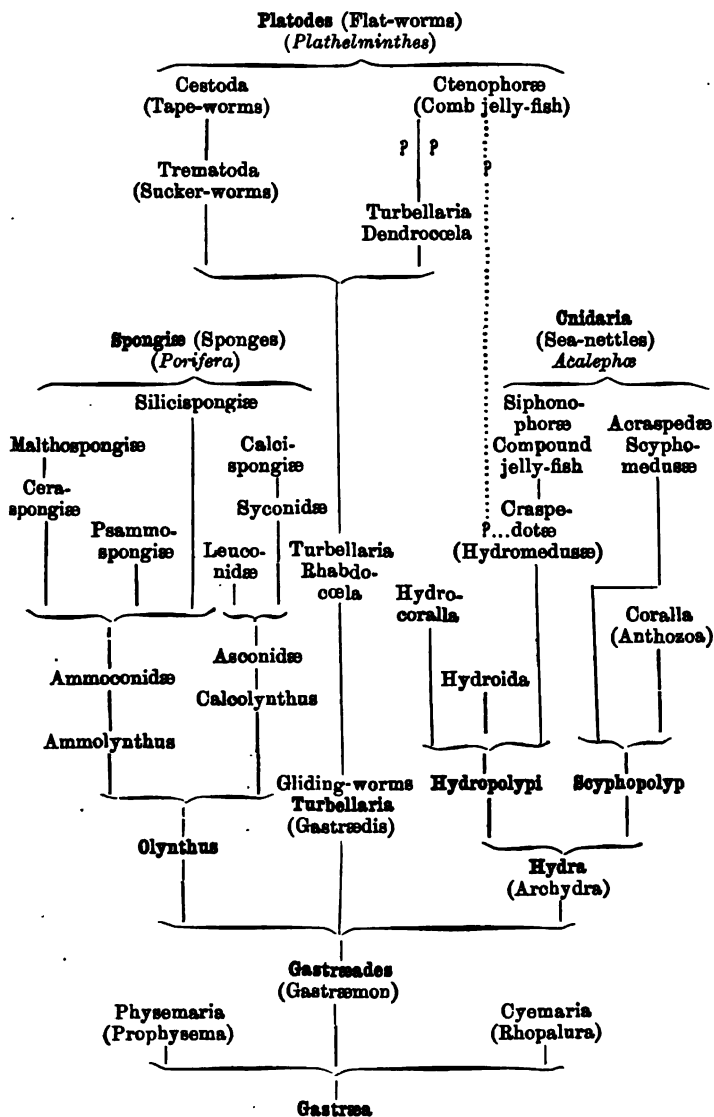 Platodes (Flat-worms)
(Plathelminthes)
Cestoda
(Tape-worms)
Ctenophoræ
(Comb jelly-fish)
? ?
?
Trematoda
(Sucker-worms)
Turbellaria
Dendrocœla
Spongiæ (Sponges)
(Porifera)
Cnidaria
(Sea-nettles)
Acalephæ
Silicispongiæ
Malthospongiæ
Cera-
spongiæ
Psammo-
spongiæ
Calci-
spongiæ
Syconidæ
Leuco-
nidæ
Turbellaria
Rhabdo-
cœla
Siphono-
phoræ
Compound
jelly-fish
Acraspedæ
Scypho-
medusæ
Craspe-
?...dotæ
(Hydromedusæ)
Hydro-
coralla
Coralla
(Anthozoa)
Hydroida
Ammoconidæ
Asconidæ
Calcolynthus
Ammolynthus
Gliding-worms
Turbellaria
(Gastrædis)
Hydropolypi
Scyphopolyp
Olynthus
Hydra
(Archydra)
Gastræades
(Gastræmon)
Physemaria
(Prophysema)
Cyemaria
(Rhopalura)
Gastræa